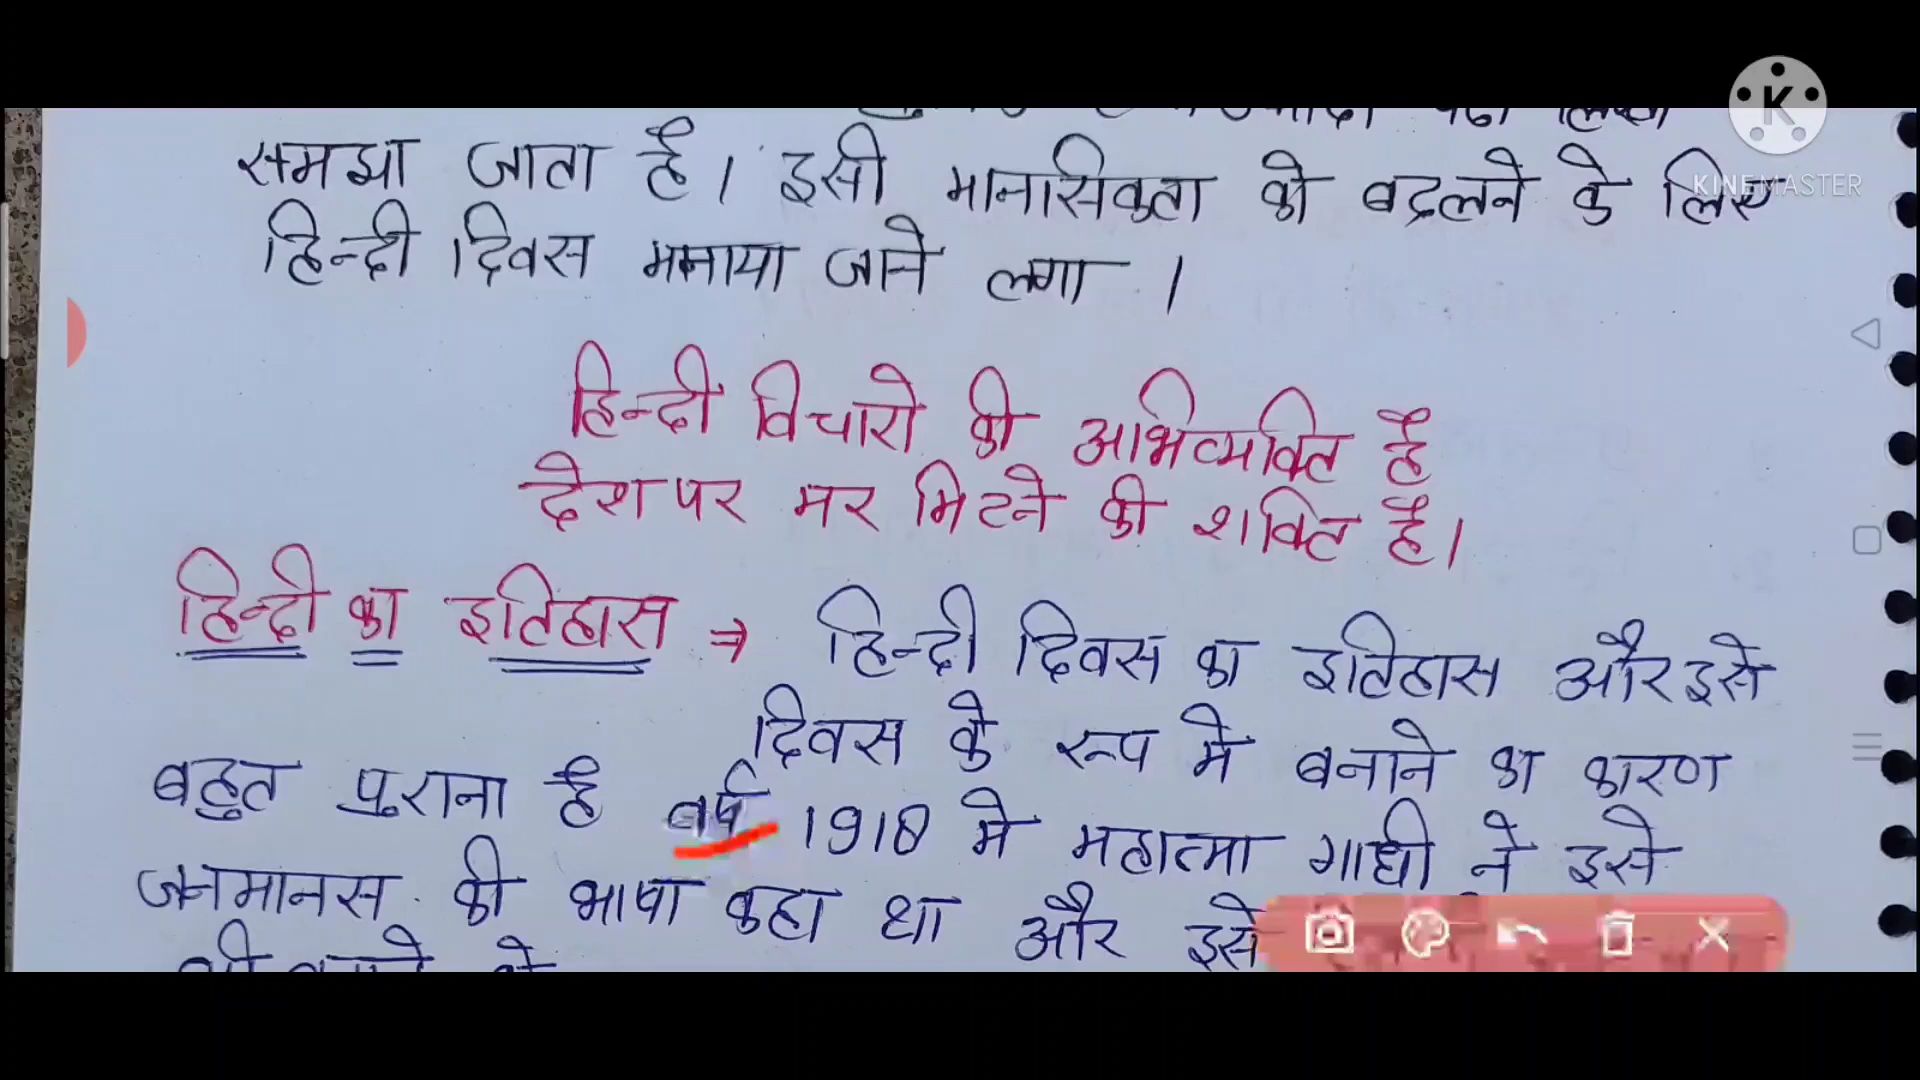 समझा जाता है। इसी मानसिकता को बदलने के लिए
हिन्दी दिवस मनाया जाने लगा ।
हिन्दी विचारो की अभिव्यक्ति है
देश पर मर मिटने की शक्ति है।
हिन्दी का इतिहास ⇒ हिन्दी दिवस का इतिहास और इसे
दिवस के रूप मे बनाने का कारण
बहुत पुराना है वर्ष 1918 मे महात्मा गाधी ने इसे
जनमानस की भाषा कहा था और इसे
K
KINEMASTER